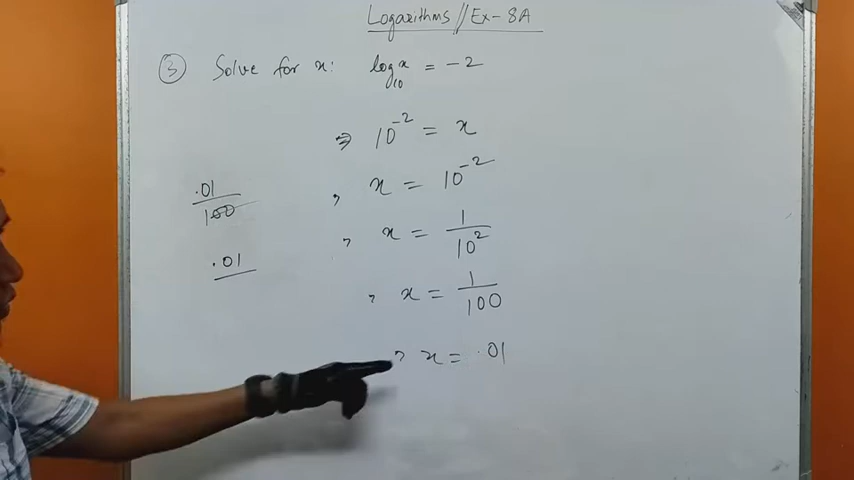 Logarithms // Ex- 8A
③ Solve for x: log₁₀x = -2
⇒ 10⁻² = x
, x = 10⁻²
, x = 1/10²
, x = 1/100
, x = .01
.01/100
.01